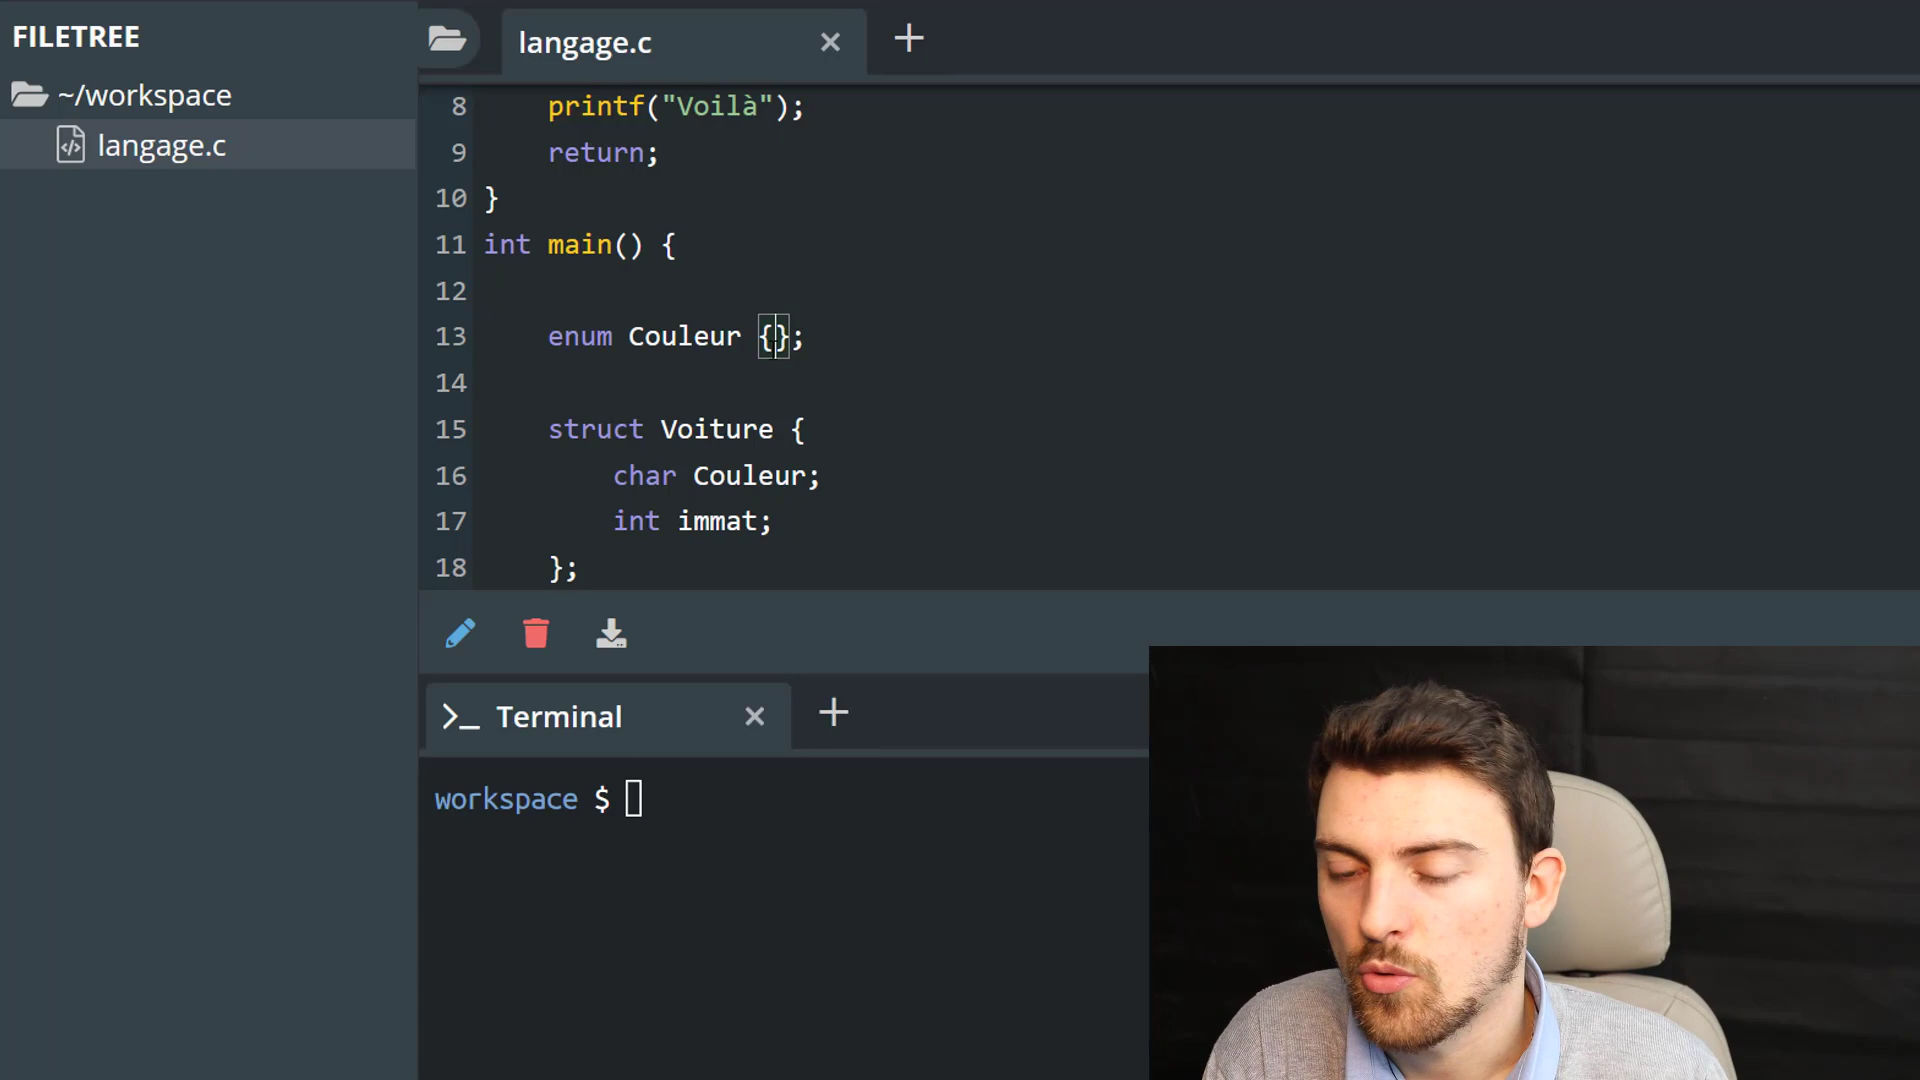 FILETREE
~/workspace
langage.c
langage.c
8 printf("Voilà");
9 return;
10 }
11 int main() {
12
13 enum Couleur {};
14
15 struct Voiture {
16 char Couleur;
17 int immat;
18 };
Terminal
workspace $